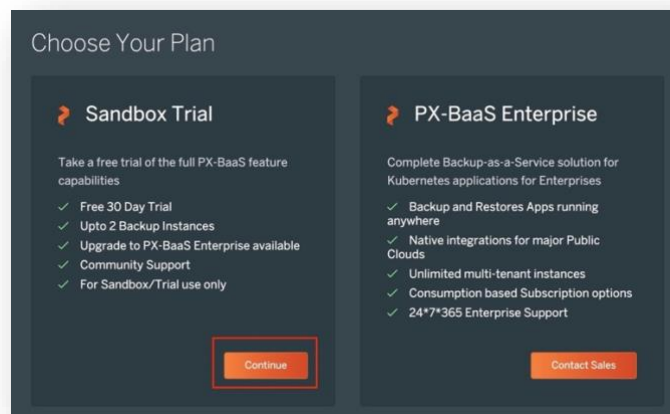 Choose Your Plan
Sandbox Trial
Take a free trial of the full PX-BaaS feature
capabilities
✓ Free 30 Day Trial
✓ Upto 2 Backup Instances
✓ Upgrade to PX-BaaS Enterprise available
✓ Community Support
✓ For Sandbox/Trial use only
Continue
PX-BaaS Enterprise
Complete Backup-as-a-Service solution for
Kubernetes applications for Enterprises
✓ Backup and Restores Apps running
anywhere
✓ Native integrations for major Public
Clouds
✓ Unlimited multi-tenant instances
✓ Consumption based Subscription options
✓ 24*7*365 Enterprise Support
Contact Sales